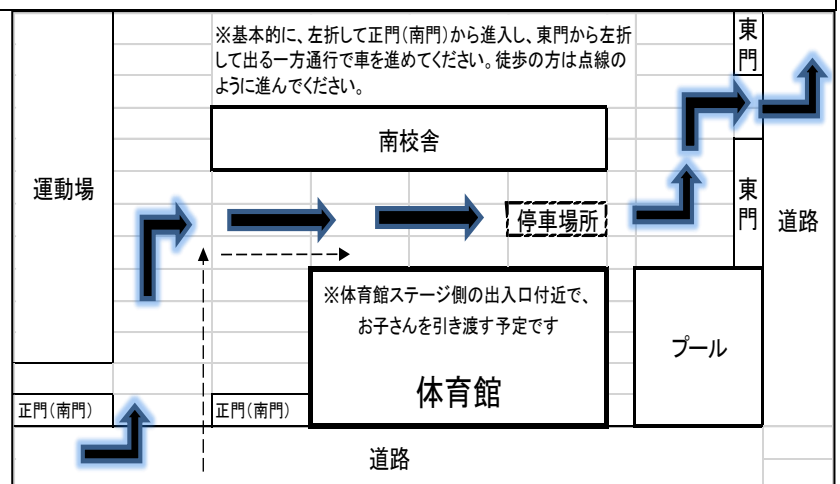 ※基本的に、左折して正門(南門)から進入し、東門から左折
して出る一方通行で車を進めてください。徒歩の方は点線の
ように進んでください。
東門
南校舎
運動場
停車場所
東門
道路
※体育館ステージ側の出入口付近で、
お子さんを引き渡す予定です
プール
体育館
正門(南門)
正門(南門)
道路